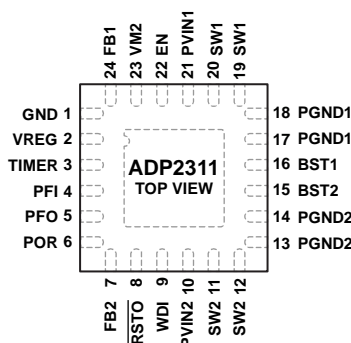 24 FB1
23 VM2
22 EN
21 PVIN1
20 SW1
19 SW1
GND 1
VREG 2
TIMER 3
PFI 4
PFO 5
POR 6
ADP2311
TOP VIEW
18 PGND1
17 PGND1
16 BST1
15 BST2
14 PGND2
13 PGND2
FB2 7
RSTO 8
WDI 9
PVIN2 10
SW2 11
SW2 12